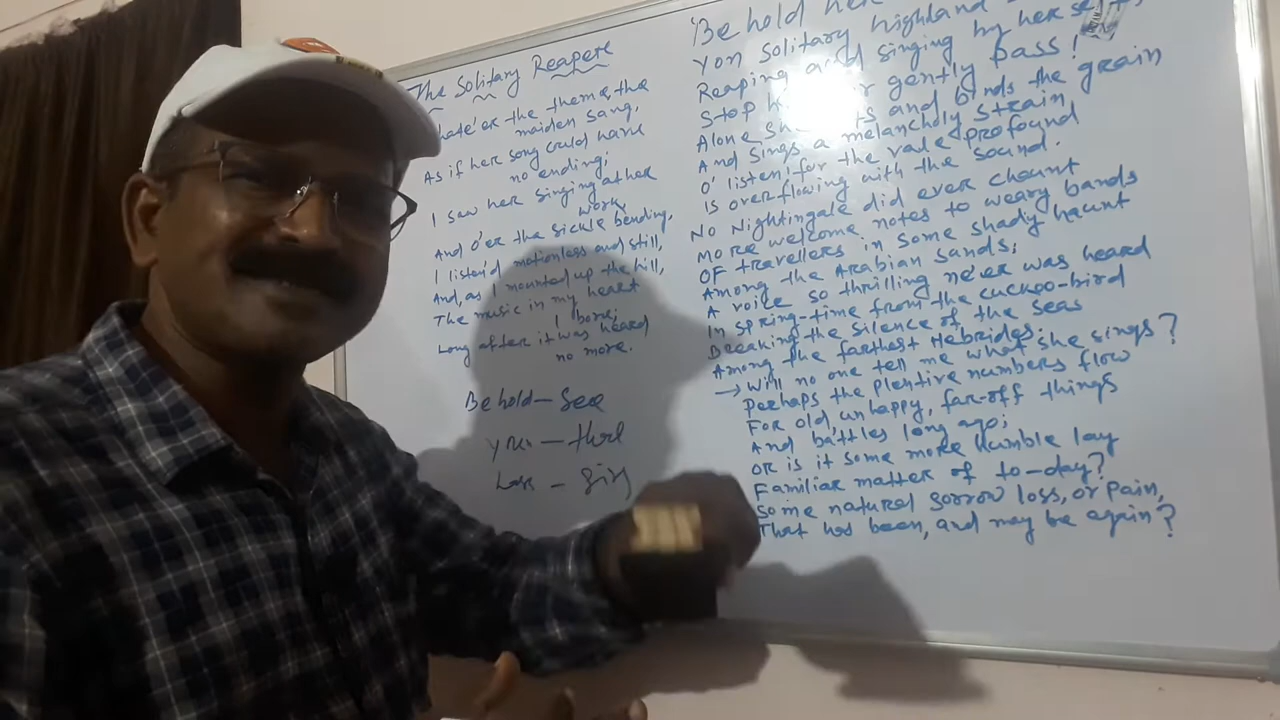 The Solitary Reaper
hate'er the theme, the
maiden sang,
As if her song could have
no ending;
I saw her singing at her
work,
And o'er the sickle bending,
I listen'd motionless and still,
And, as I mounted up the hill,
The music in my heart
I bore;
Long after it was heard
no more.
Behold - See
yon -
Lass -
'Behold her
yon solitary highland
Reaping and singing by herself,
Stop gently pass!
Alone she and binds the grain
And sings a melancholy strain
O' listen, for the vale profound
is overflowing with the sound.
No Nightingale did ever chaunt
More welcome notes to weary bands
OF travellers in some shady haunt
Among the Arabian Sands;
A voice so thrilling ne'er was heard
In spring-time from the cuckoo-bird
Breaking the silence of the seas
Among the farthest Hebrides.
→ Will no one tell me what she sings?
Perhaps the plentive numbers flow
For old, unhappy, far-off things
And battles long ago;
Or is it some more humble lay
Familiar matter of to-day?
Some natural sorrow loss, or pain,
That has been, and may be again?